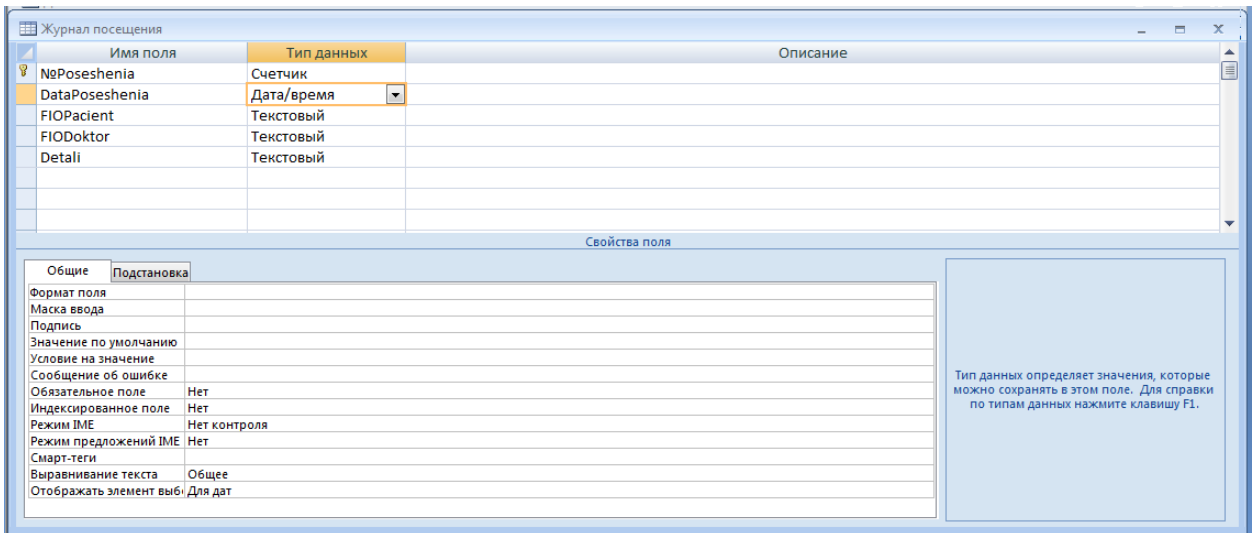 Журнал посещения
Имя поля Тип данных Описание
№Poseshenia Счетчик
DataPoseshenia Дата/время
FIOPacient Текстовый
FIODoktor Текстовый
Detali Текстовый
Свойства поля
Общие Подстановка
Формат поля
Маска ввода
Подпись
Значение по умолчанию
Условие на значение
Сообщение об ошибке
Обязательное поле Нет
Индексированное поле Нет
Режим IME Нет контроля
Режим предложений IME Нет
Смарт-теги
Выравнивание текста Общее
Отображать элемент выб Для дат
Тип данных определяет значения, которые
можно сохранять в этом поле. Для справки
по типам данных нажмите клавишу F1.